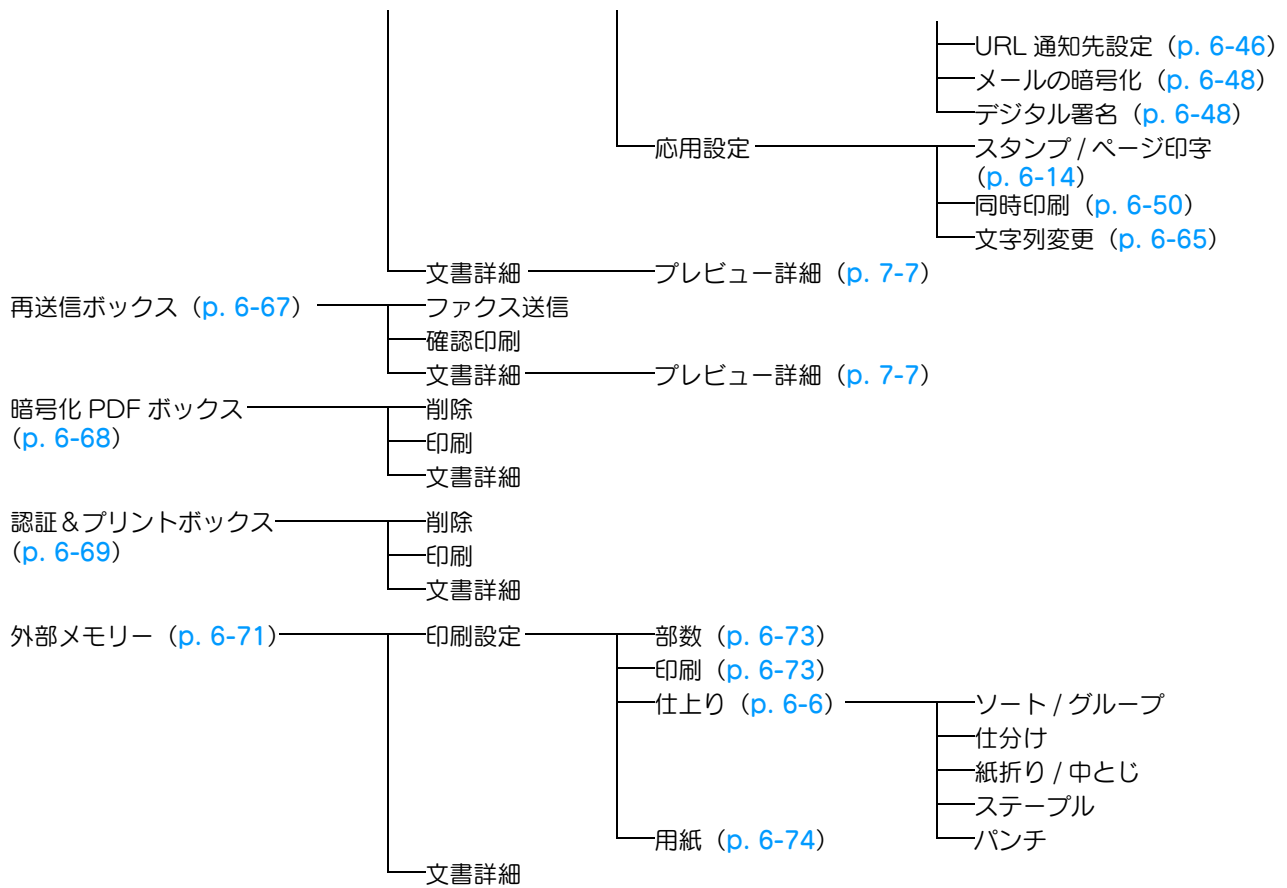 URL 通知先設定（p. 6-46）
メールの暗号化（p. 6-48）
デジタル署名（p. 6-48）
応用設定 スタンプ / ページ印字
（p. 6-14）
同時印刷（p. 6-50）
文字列変更（p. 6-65）
文書詳細 プレビュー詳細（p. 7-7）
再送信ボックス（p. 6-67） ファクス送信
確認印刷
文書詳細 プレビュー詳細（p. 7-7）
暗号化 PDF ボックス 削除
（p. 6-68）
印刷
文書詳細
認証＆プリントボックス 削除
（p. 6-69）
印刷
文書詳細
外部メモリー（p. 6-71） 印刷設定 部数（p. 6-73）
印刷（p. 6-73）
仕上り（p. 6-6） ソート / グループ
仕分け
紙折り / 中とじ
ステープル
用紙（p. 6-74） パンチ
文書詳細